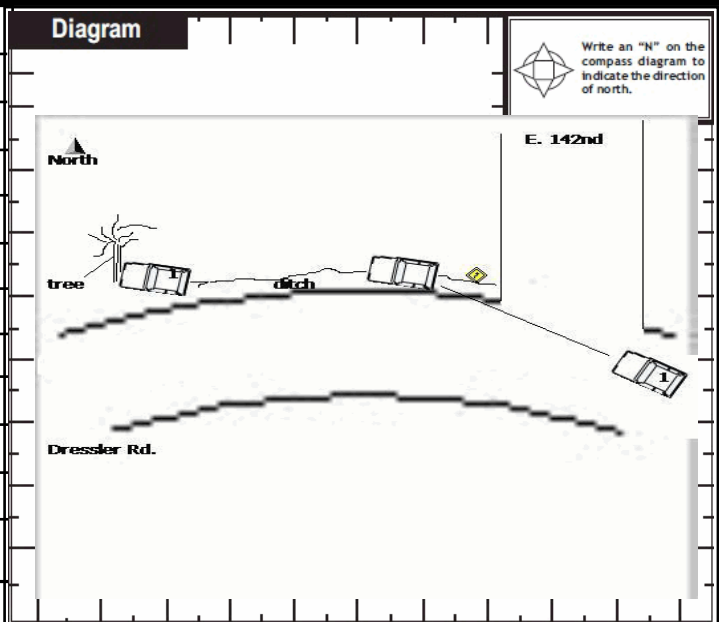 Diagram
Write an “N” on the
compass diagram to
indicate the direction
of north.
E. 142nd
North
1
tree
ditch
1
Dressler Rd.